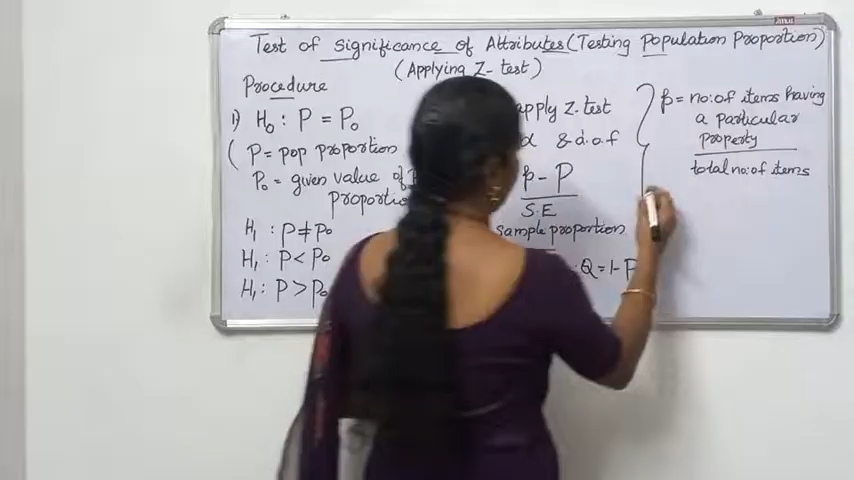 Test of Significance of Attributes (Testing Population Proportion)
(Applying Z-test)
Procedure
1) H₀ : P = P₀
( P = pop proportion
P₀ = given value of
proportio
H₁ : P ≠ P₀
H₁ : P < P₀
H₁ : P > P₀
apply Z-test
& d.o.f
p - P
S.E
sample proportion
Q = 1-P
p = no: of items having
a particular
property
total no: of items